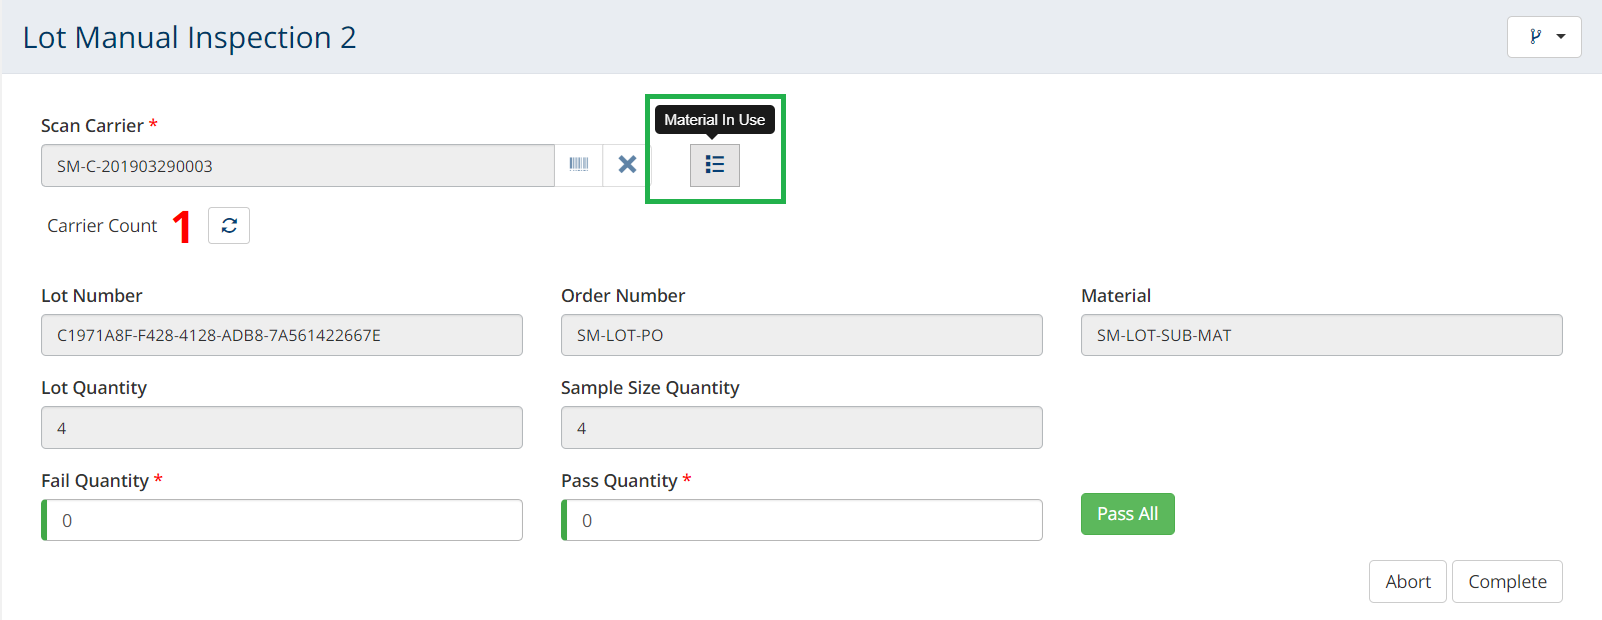 Lot Manual Inspection 2
Material In Use
Scan Carrier *
SM-C-201903290003
Carrier Count 1
Lot Number Order Number Material
C1971A8F-F428-4128-ADB8-7A561422667E SM-LOT-PO SM-LOT-SUB-MAT
Lot Quantity Sample Size Quantity
4 4
Fail Quantity * Pass Quantity *
0 0 Pass All
Abort Complete